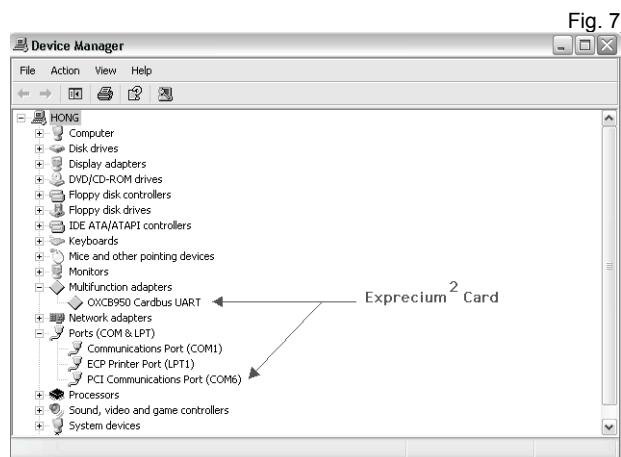 Fig. 7
Device Manager
File Action View Help
HONG
Computer
Disk drives
Display adapters
DVD/CD-ROM drives
Floppy disk controllers
Floppy disk drives
IDE ATA/ATAPI controllers
Keyboards
Mice and other pointing devices
Monitors
Multifunction adapters
OXCB950 Cardbus UART
Exprecium² Card
Network adapters
Ports (COM & LPT)
Communications Port (COM1)
ECP Printer Port (LPT1)
PCI Communications Port (COM6)
Processors
Sound, video and game controllers
System devices